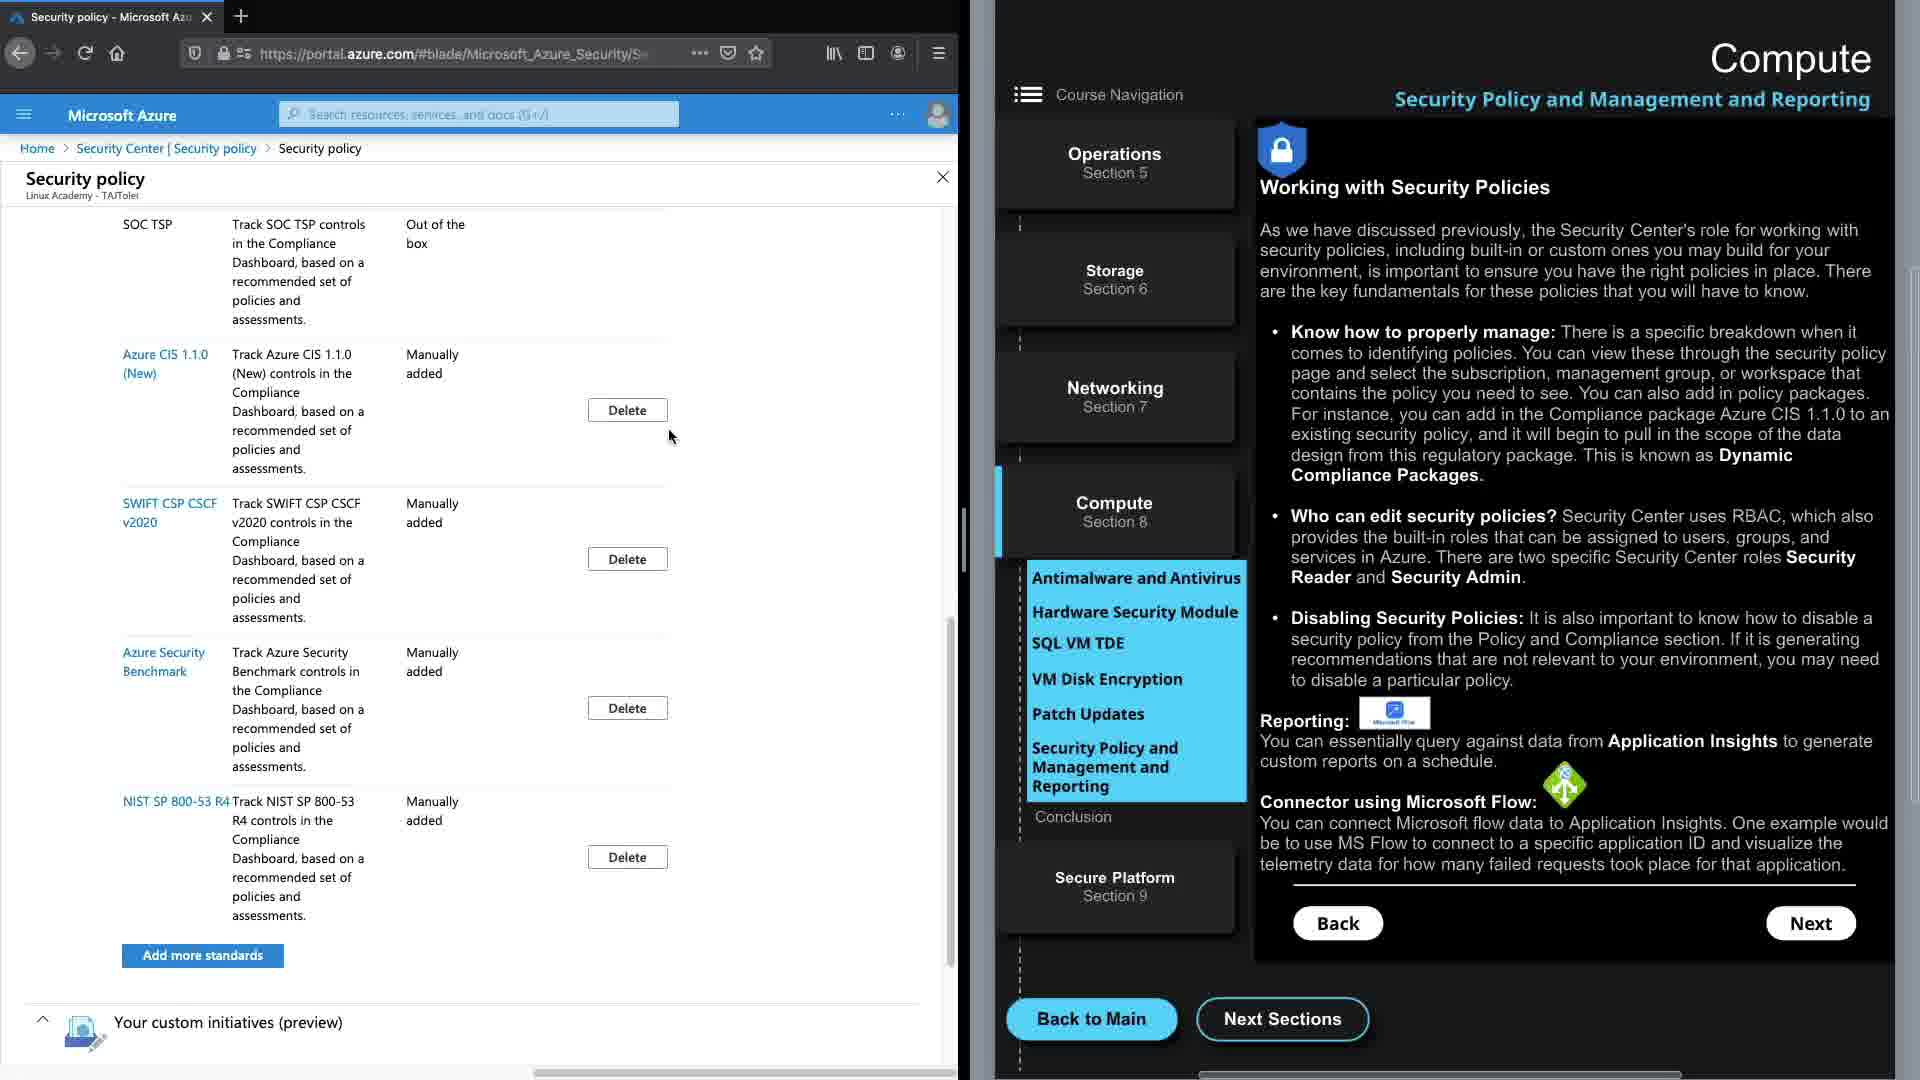 Security policy - Microsoft Azu
https://portal.azure.com/#blade/Microsoft_Azure_Security/Se
Microsoft Azure
Search resources, services, and docs (G+/)
Home > Security Center | Security policy > Security policy
Security policy
Linux Academy - TAJToler
SOC TSP
Track SOC TSP controls
in the Compliance
Dashboard, based on a
recommended set of
policies and
assessments.
Out of the
box
Azure CIS 1.1.0
(New)
Track Azure CIS 1.1.0
(New) controls in the
Compliance
Dashboard, based on a
recommended set of
policies and
assessments.
Manually
added
Delete
SWIFT CSP CSCF
v2020
Track SWIFT CSP CSCF
v2020 controls in the
Compliance
Dashboard, based on a
recommended set of
policies and
assessments.
Manually
added
Delete
Azure Security
Benchmark
Track Azure Security
Benchmark controls in
the Compliance
Dashboard, based on a
recommended set of
policies and
assessments.
Manually
added
Delete
NIST SP 800-53 R4
Track NIST SP 800-53
R4 controls in the
Compliance
Dashboard, based on a
recommended set of
policies and
assessments.
Manually
added
Delete
Add more standards
Your custom initiatives (preview)
Compute
Course Navigation
Security Policy and Management and Reporting
Operations
Section 5
Storage
Section 6
Networking
Section 7
Compute
Section 8
Antimalware and Antivirus
Hardware Security Module
SQL VM TDE
VM Disk Encryption
Patch Updates
Security Policy and
Management and
Reporting
Conclusion
Secure Platform
Section 9
Back to Main
Next Sections
Working with Security Policies
As we have discussed previously, the Security Center's role for working with
security policies, including built-in or custom ones you may build for your
environment, is important to ensure you have the right policies in place. There
are the key fundamentals for these policies that you will have to know.
• Know how to properly manage: There is a specific breakdown when it
comes to identifying policies. You can view these through the security policy
page and select the subscription, management group, or workspace that
contains the policy you need to see. You can also add in policy packages.
For instance, you can add in the Compliance package Azure CIS 1.1.0 to an
existing security policy, and it will begin to pull in the scope of the data
design from this regulatory package. This is known as Dynamic
Compliance Packages.
• Who can edit security policies? Security Center uses RBAC, which also
provides the built-in roles that can be assigned to users. groups, and
services in Azure. There are two specific Security Center roles Security
Reader and Security Admin.
• Disabling Security Policies: It is also important to know how to disable a
security policy from the Policy and Compliance section. If it is generating
recommendations that are not relevant to your environment, you may need
to disable a particular policy.
Reporting:
Microsoft Flow
You can essentially query against data from Application Insights to generate
custom reports on a schedule.
Connector using Microsoft Flow:
You can connect Microsoft flow data to Application Insights. One example would
be to use MS Flow to connect to a specific application ID and visualize the
telemetry data for how many failed requests took place for that application.
Back
Next